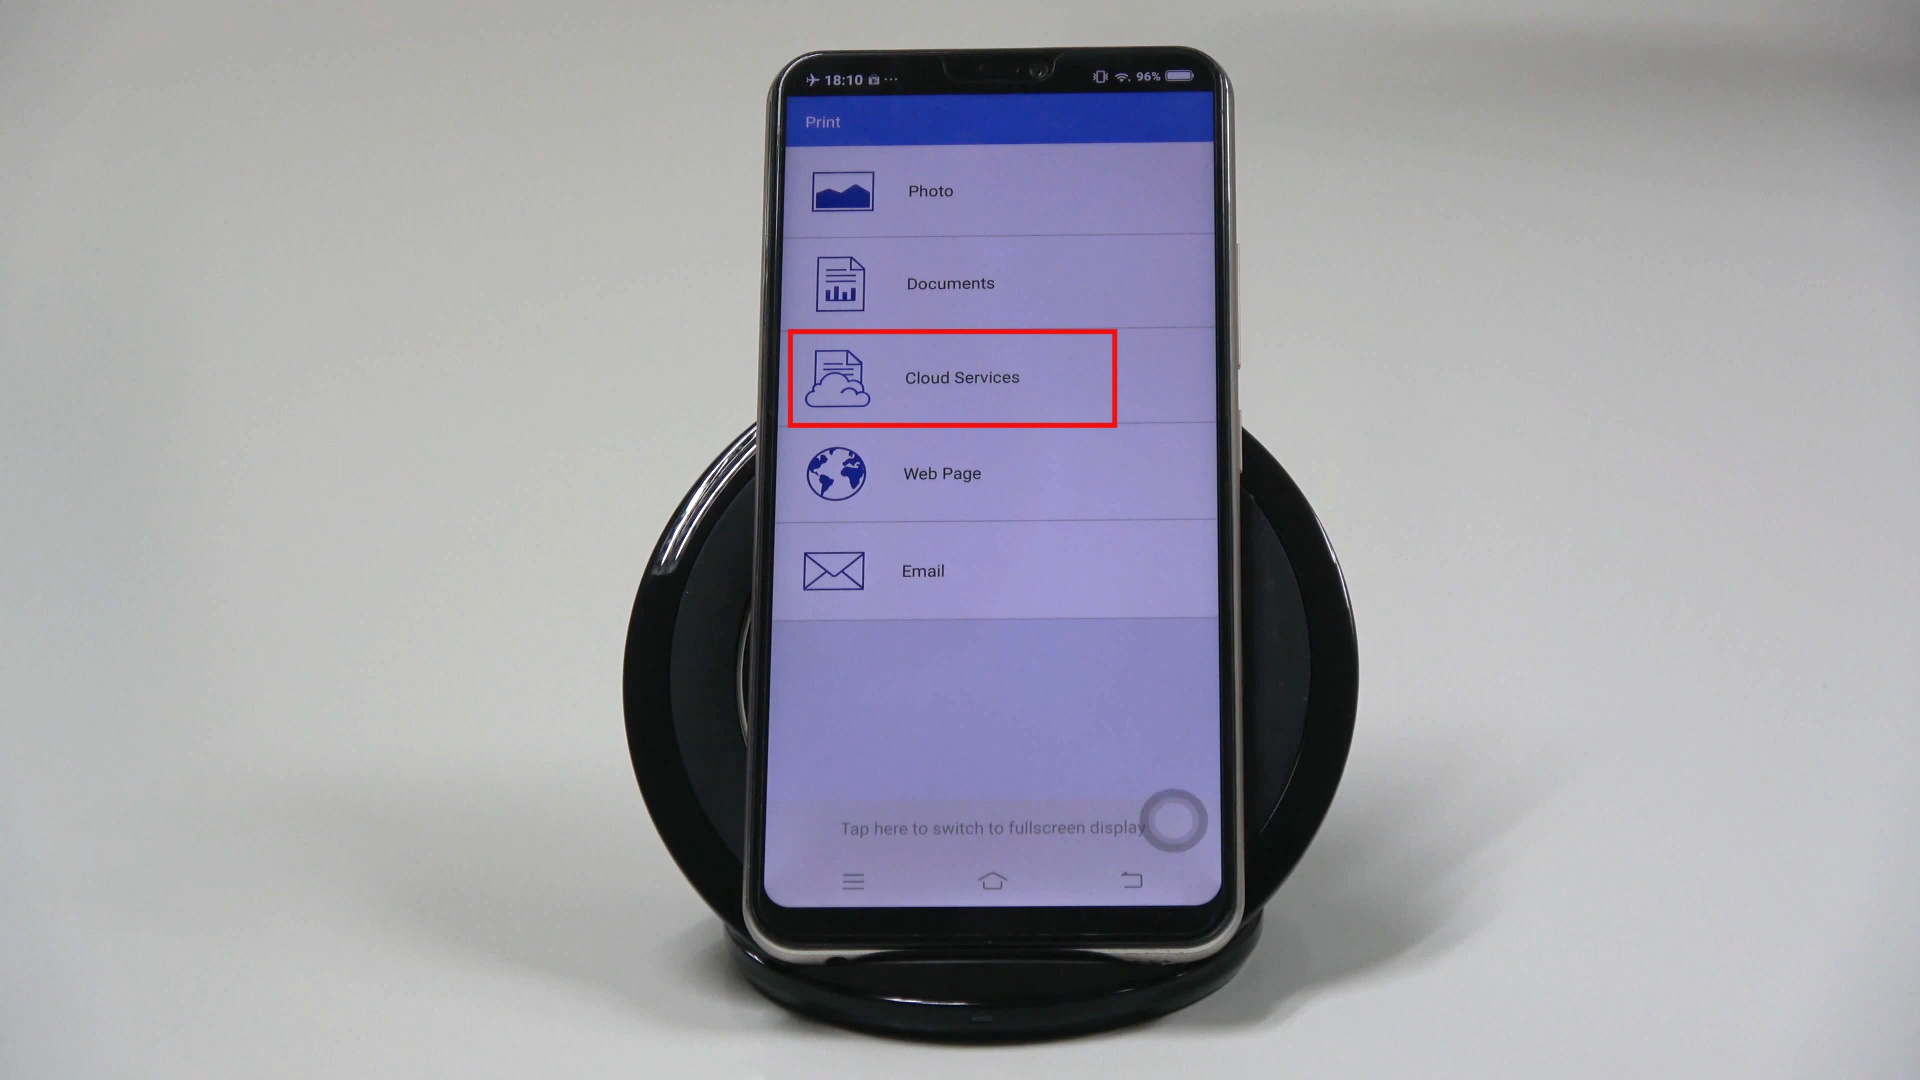 18:10
96%
Print
Photo
Documents
Cloud Services
Web Page
Email
Tap here to switch to fullscreen display